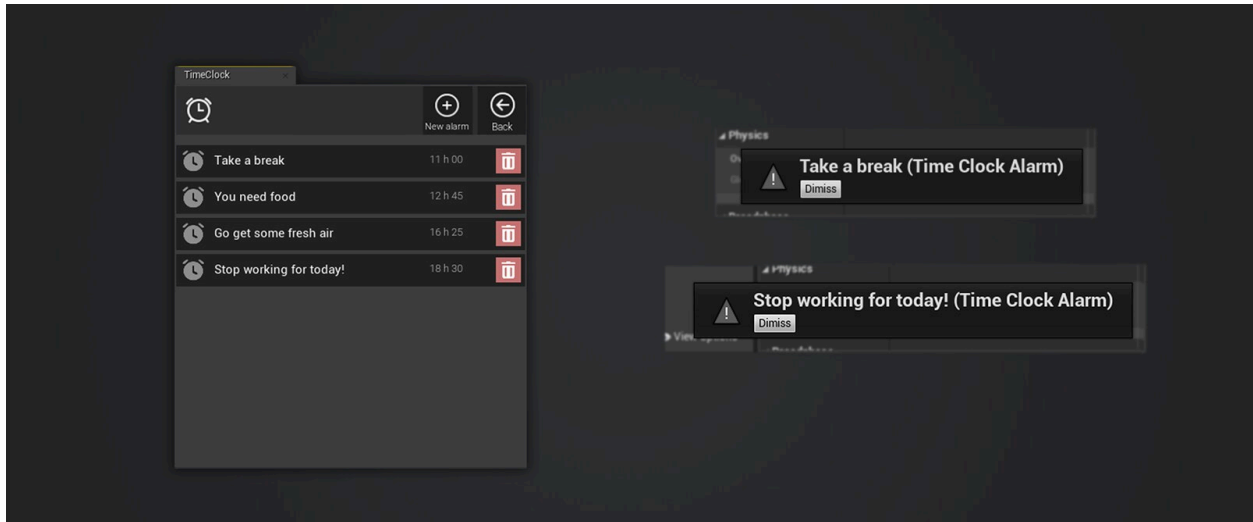 TimeClock
New alarm
Back
Take a break 11 h 00
You need food 12 h 45
Go get some fresh air 16 h 25
Stop working for today! 18 h 30
Physics
Take a break (Time Clock Alarm)
Dimiss
Physics
Stop working for today! (Time Clock Alarm)
Dimiss
View Options